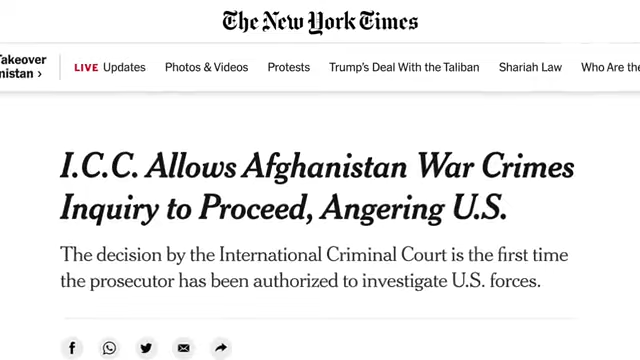 The New York Times
Takeover
nistan ›
LIVE Updates Photos & Videos Protests Trump's Deal With the Taliban Shariah Law Who Are the
I.C.C. Allows Afghanistan War Crimes
Inquiry to Proceed, Angering U.S.
The decision by the International Criminal Court is the first time
the prosecutor has been authorized to investigate U.S. forces.